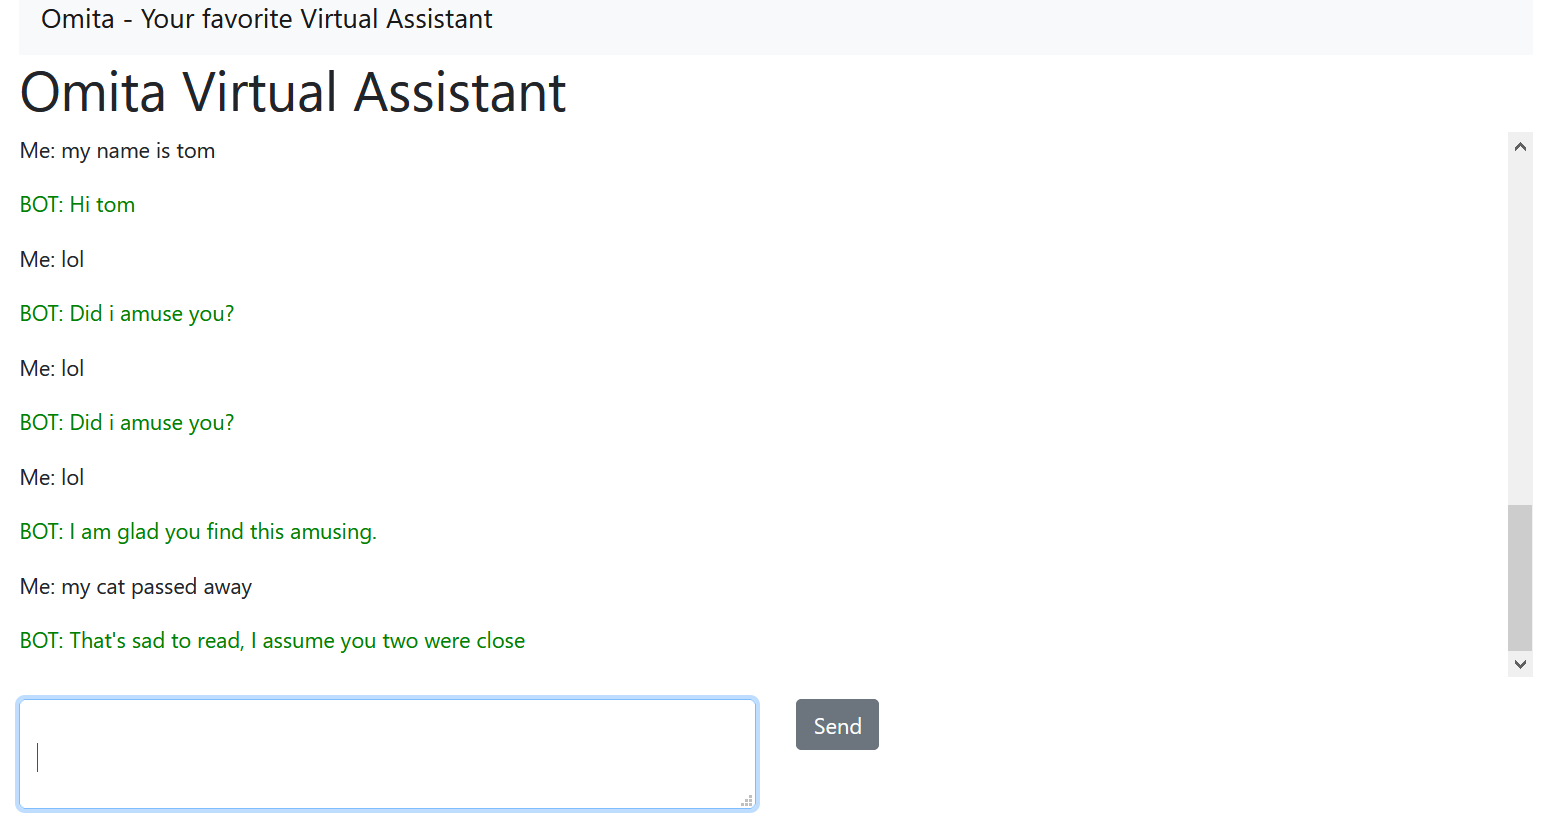 Omita - Your favorite Virtual Assistant
Omita Virtual Assistant
Me: my name is tom
BOT: Hi tom
Me: lol
BOT: Did i amuse you?
Me: lol
BOT: Did i amuse you?
Me: lol
BOT: I am glad you find this amusing.
Me: my cat passed away
BOT: That's sad to read, I assume you two were close
Send